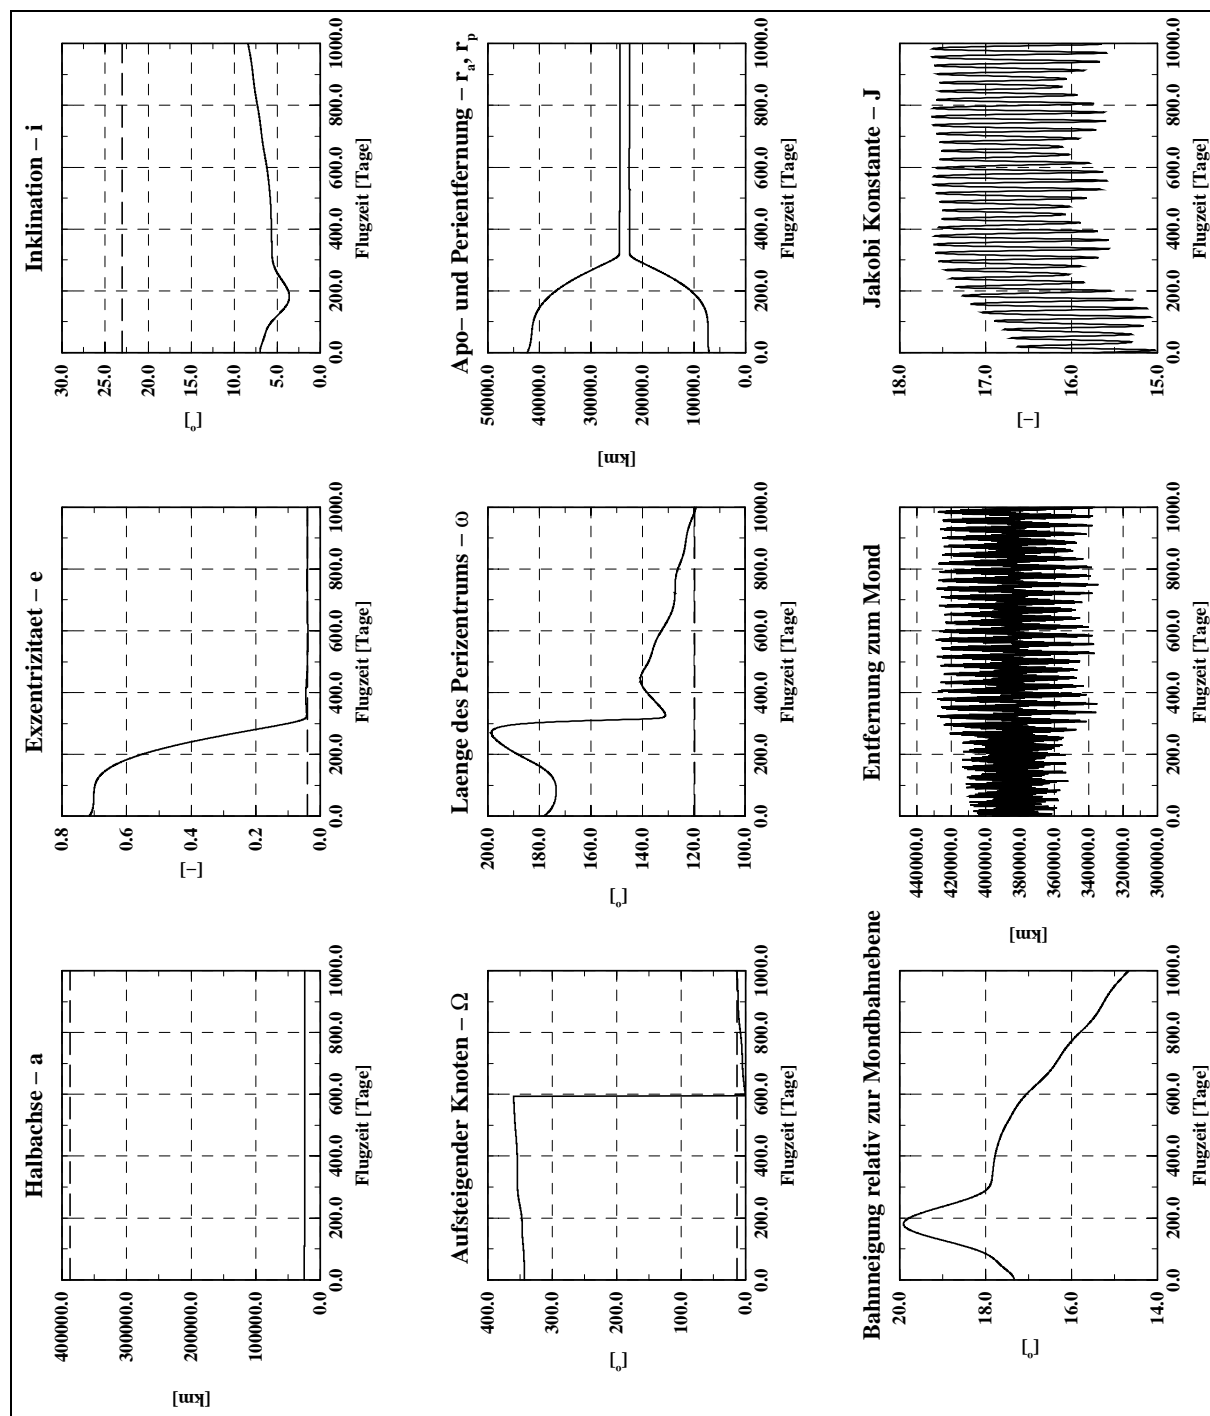 Halbachse – a
400000.0
300000.0
200000.0
100000.0
0.0
[km]
0.0 200.0 400.0 600.0 800.0 1000.0
Flugzeit [Tage]
Exzentrizitaet – e
0.8
0.6
0.4
0.2
0.0
[–]
0.0 200.0 400.0 600.0 800.0 1000.0
Flugzeit [Tage]
Inklination – i
30.0
25.0
20.0
15.0
10.0
5.0
0.0
[°]
0.0 200.0 400.0 600.0 800.0 1000.0
Flugzeit [Tage]
Aufsteigender Knoten – Ω
400.0
300.0
200.0
100.0
0.0
[°]
0.0 200.0 400.0 600.0 800.0 1000.0
Flugzeit [Tage]
Laenge des Perizentrums – ω
200.0
180.0
160.0
140.0
120.0
100.0
[°]
0.0 200.0 400.0 600.0 800.0 1000.0
Flugzeit [Tage]
Apo– und Perientfernung – rₐ, rₚ
50000.0
40000.0
30000.0
20000.0
10000.0
0.0
[km]
0.0 200.0 400.0 600.0 800.0 1000.0
Flugzeit [Tage]
Bahnneigung relativ zur Mondbahnebene
20.0
18.0
16.0
14.0
[°]
0.0 200.0 400.0 600.0 800.0 1000.0
Flugzeit [Tage]
Entfernung zum Mond
440000.0
420000.0
400000.0
380000.0
360000.0
340000.0
320000.0
300000.0
[km]
0.0 200.0 400.0 600.0 800.0 1000.0
Flugzeit [Tage]
Jakobi Konstante – J
18.0
17.0
16.0
15.0
[–]
0.0 200.0 400.0 600.0 800.0 1000.0
Flugzeit [Tage]